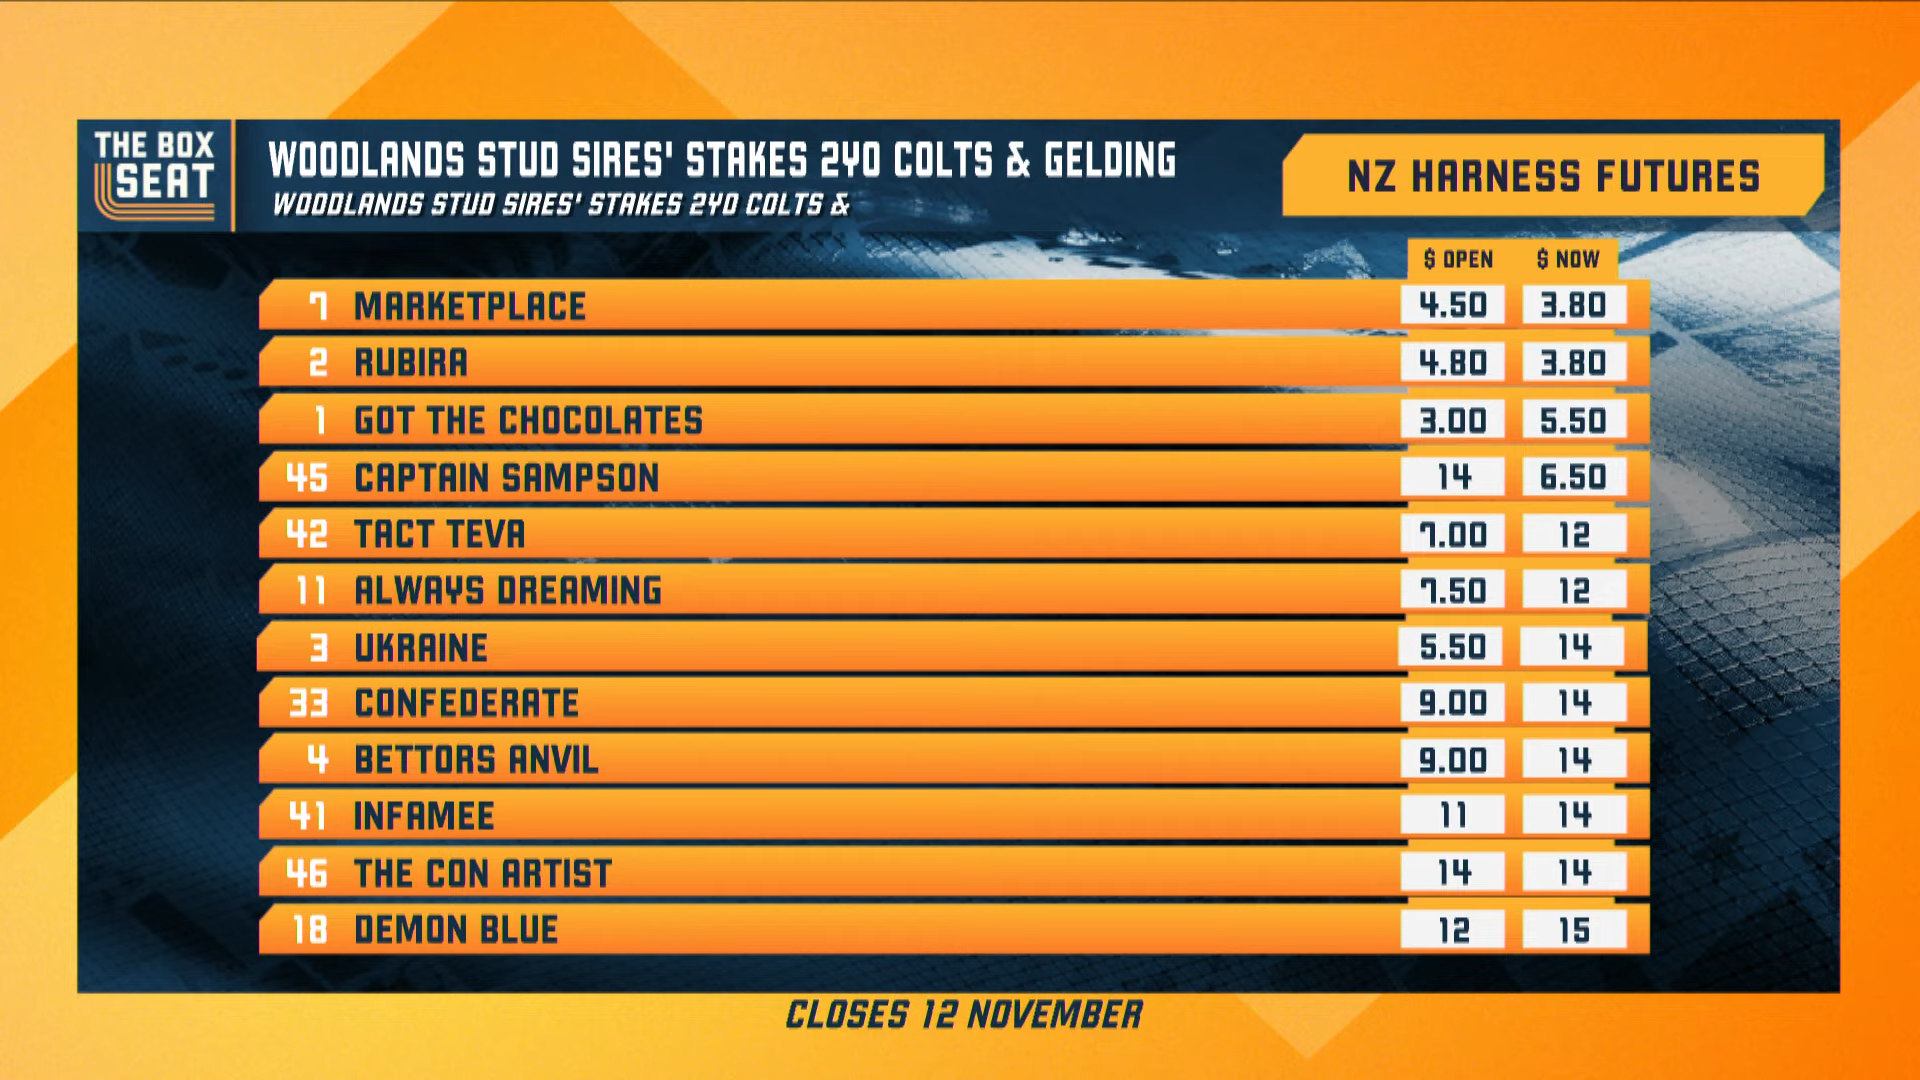 THE BOX
SEAT
WOODLANDS STUD SIRES' STAKES 2YO COLTS & GELDING
WOODLANDS STUD SIRES' STAKES 2YO COLTS &
NZ HARNESS FUTURES
$ OPEN $ NOW
7 MARKETPLACE 4.50 3.80
2 RUBIRA 4.80 3.80
1 GOT THE CHOCOLATES 3.00 5.50
45 CAPTAIN SAMPSON 14 6.50
42 TACT TEVA 7.00 12
11 ALWAYS DREAMING 7.50 12
3 UKRAINE 5.50 14
33 CONFEDERATE 9.00 14
4 BETTORS ANVIL 9.00 14
41 INFAMEE 11 14
46 THE CON ARTIST 14 14
18 DEMON BLUE 12 15
CLOSES 12 NOVEMBER